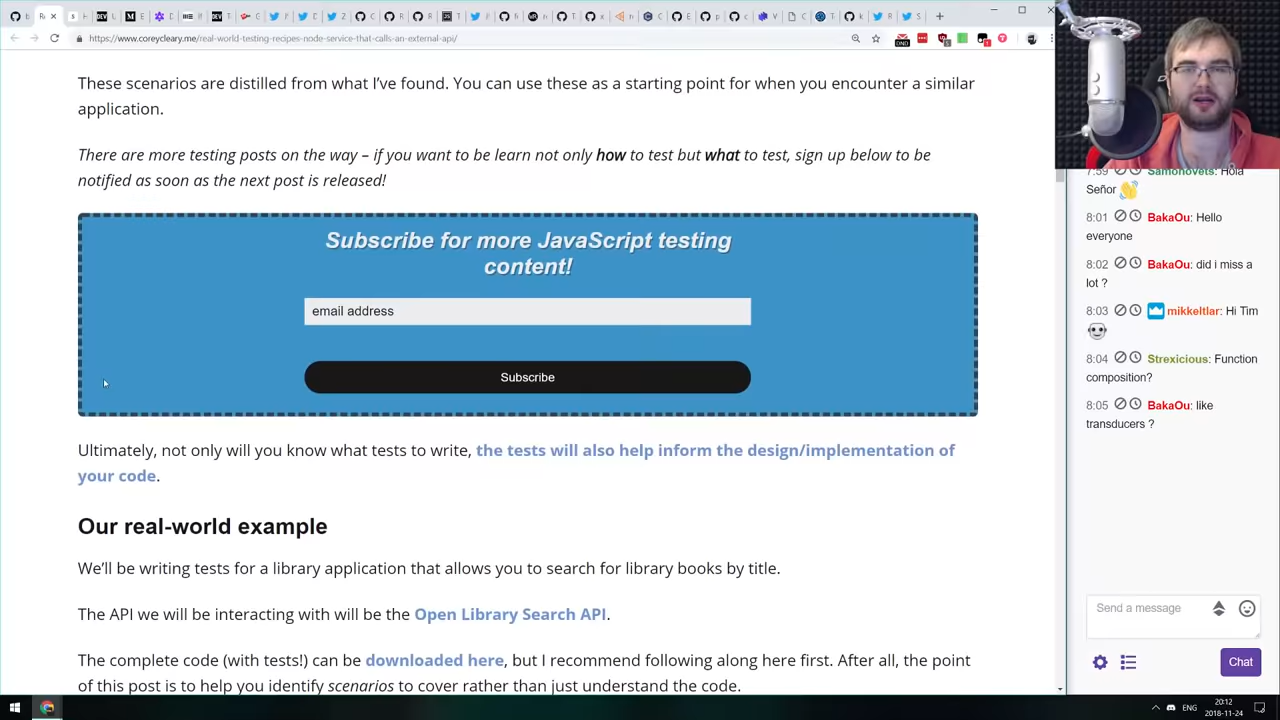 https://www.coreycleary.me/real-world-testing-recipes-node-service-that-calls-an-external-api/
These scenarios are distilled from what I've found. You can use these as a starting point for when you encounter a similar
application.
There are more testing posts on the way – if you want to be learn not only how to test but what to test, sign up below to be
notified as soon as the next post is released!
Subscribe for more JavaScript testing
content!
email address
Subscribe
Ultimately, not only will you know what tests to write, the tests will also help inform the design/implementation of
your code.
Our real-world example
We'll be writing tests for a library application that allows you to search for library books by title.
The API we will be interacting with will be the Open Library Search API.
The complete code (with tests!) can be downloaded here, but I recommend following along here first. After all, the point
of this post is to help you identify scenarios to cover rather than just understand the code.
7:59 Samohovets: Hola
Señor
8:01 BakaOu: Hello
everyone
8:02 BakaOu: did i miss a
lot ?
8:03 mikkeltlar: Hi Tim
8:04 Strexicious: Function
composition?
8:05 BakaOu: like
transducers ?
Send a message
Chat
ENG
20:12
2018-11-24